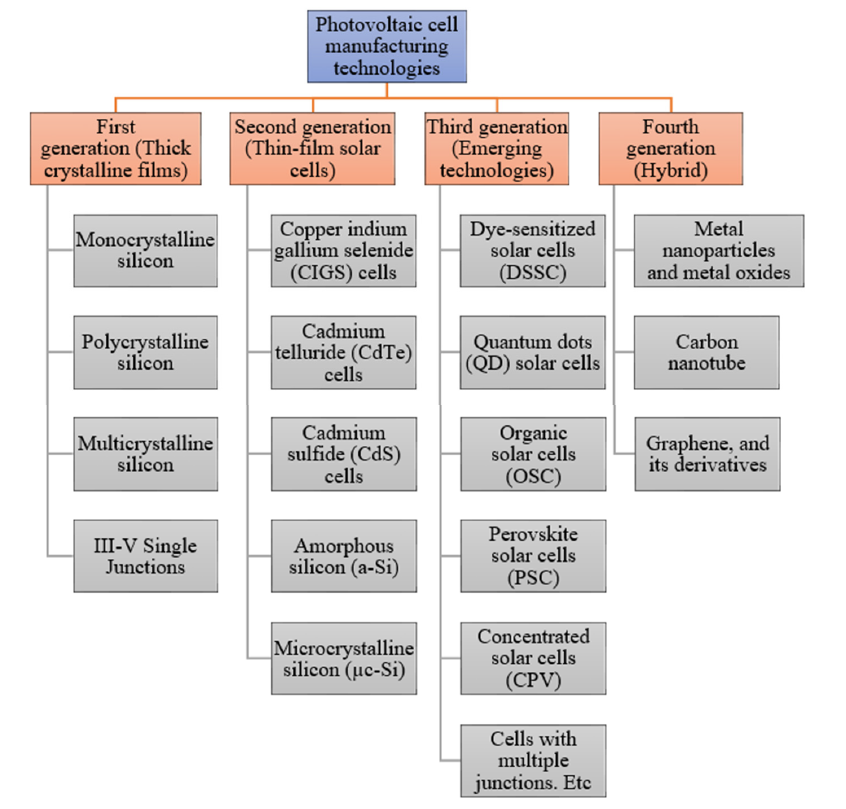 Photovoltaic cell
manufacturing
technologies
First
generation (Thick
crystalline films)
Second generation
(Thin-film solar
cells)
Third generation
(Emerging
technologies)
Fourth
generation
(Hybrid)
Monocrystalline
silicon
Polycrystalline
silicon
Multicrystalline
silicon
III-V Single
Junctions
Copper indium
gallium selenide
(CIGS) cells
Cadmium
telluride (CdTe)
cells
Cadmium
sulfide (CdS)
cells
Amorphous
silicon (a-Si)
Microcrystalline
silicon (µc-Si)
Dye-sensitized
solar cells
(DSSC)
Quantum dots
(QD) solar cells
Organic
solar cells
(OSC)
Perovskite
solar cells
(PSC)
Concentrated
solar cells
(CPV)
Cells with
multiple
junctions. Etc
Metal
nanoparticles
and metal oxides
Carbon
nanotube
Graphene, and
its derivatives